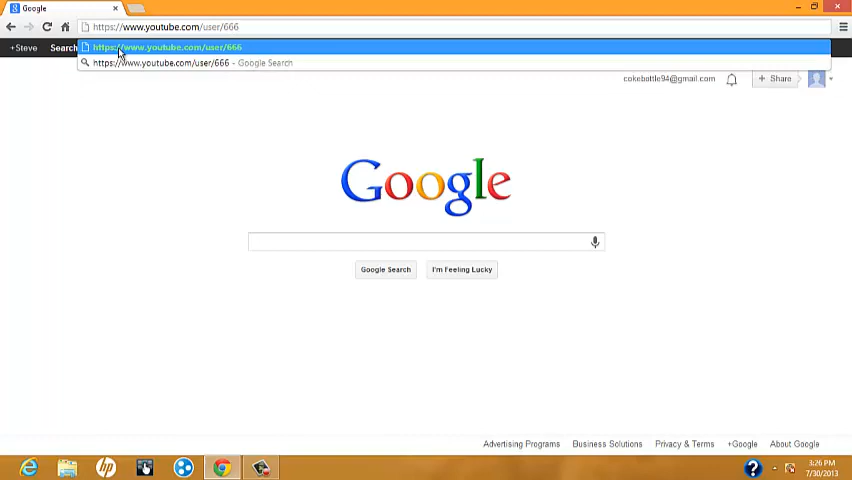 Google
https://www.youtube.com/user/666
+Steve Search https://www.youtube.com/user/666
https://www.youtube.com/user/666 - Google Search
cokebottle94@gmail.com + Share
Google
Google Search I'm Feeling Lucky
Advertising Programs Business Solutions Privacy & Terms +Google About Google
hp ? 3:26 PM
7/30/2013